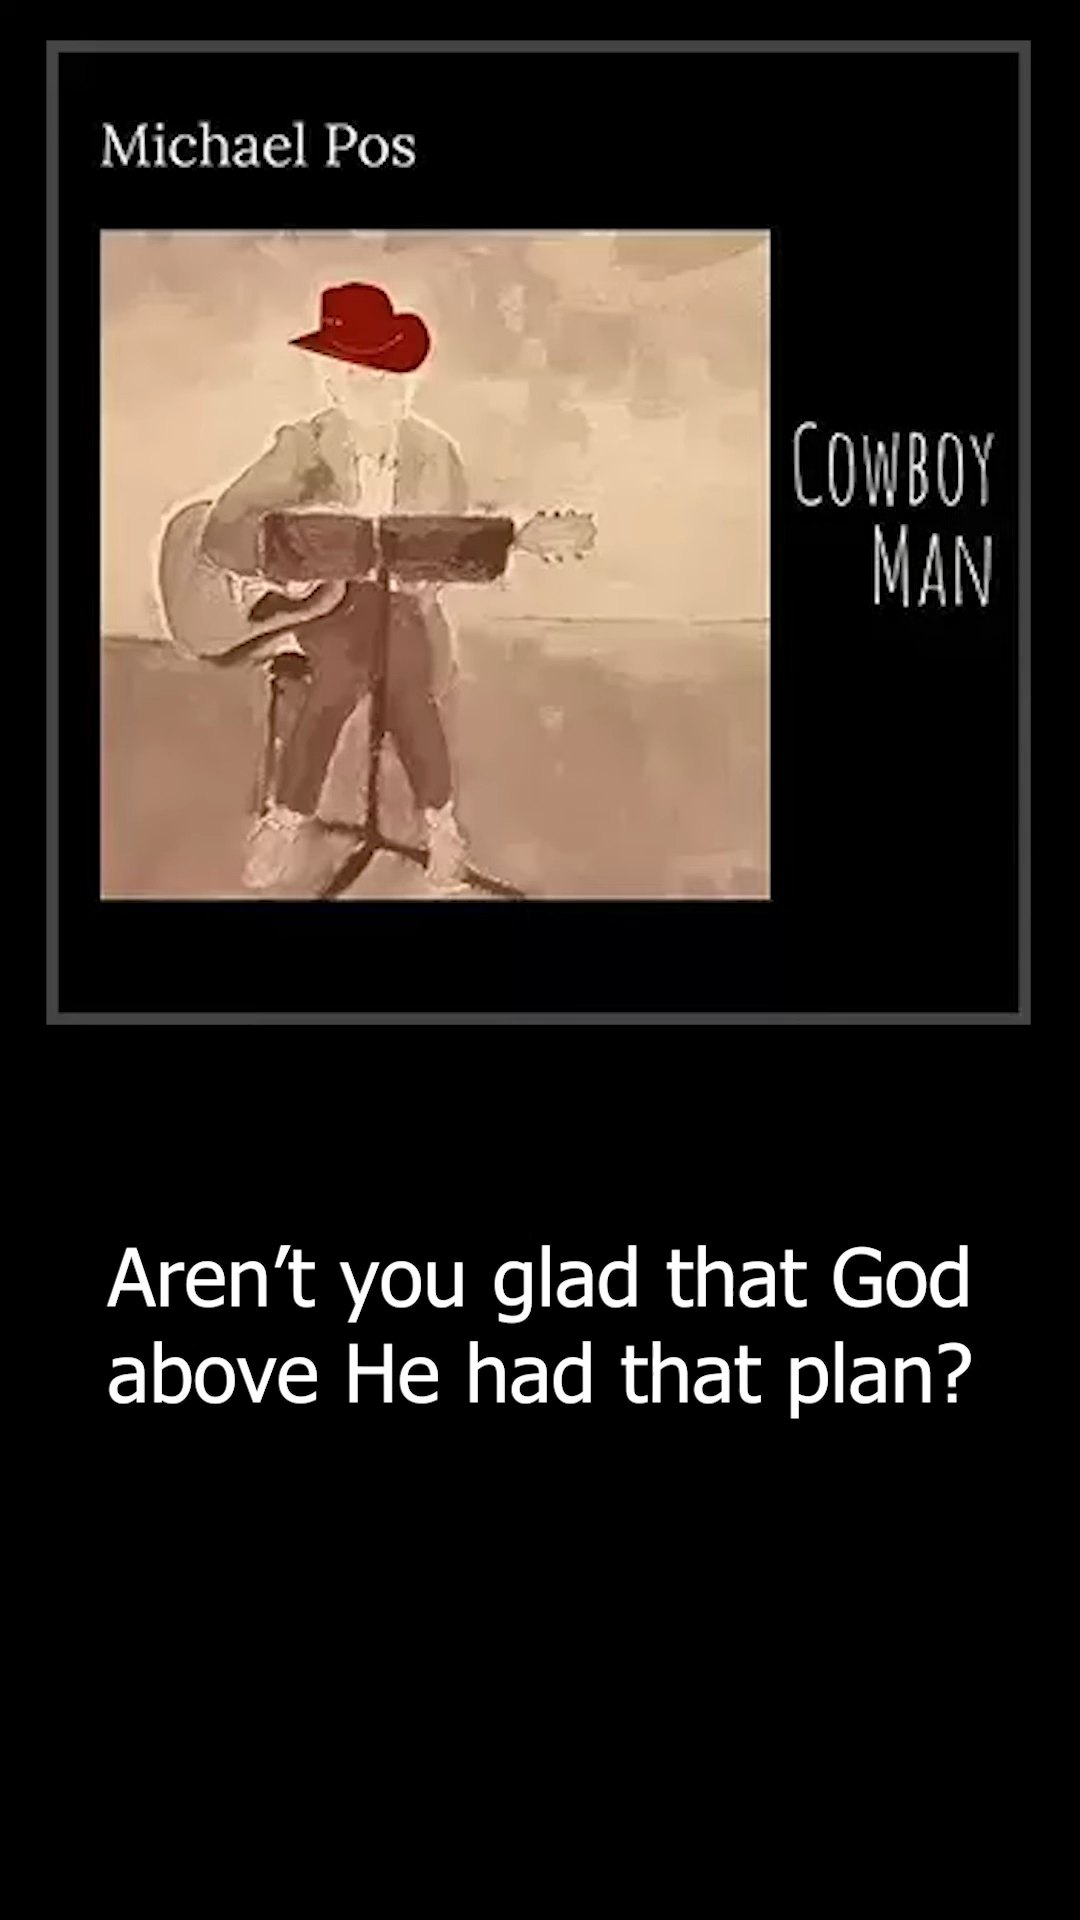 Michael Pos
COWBOY
MAN
Aren’t you glad that God
above He had that plan?